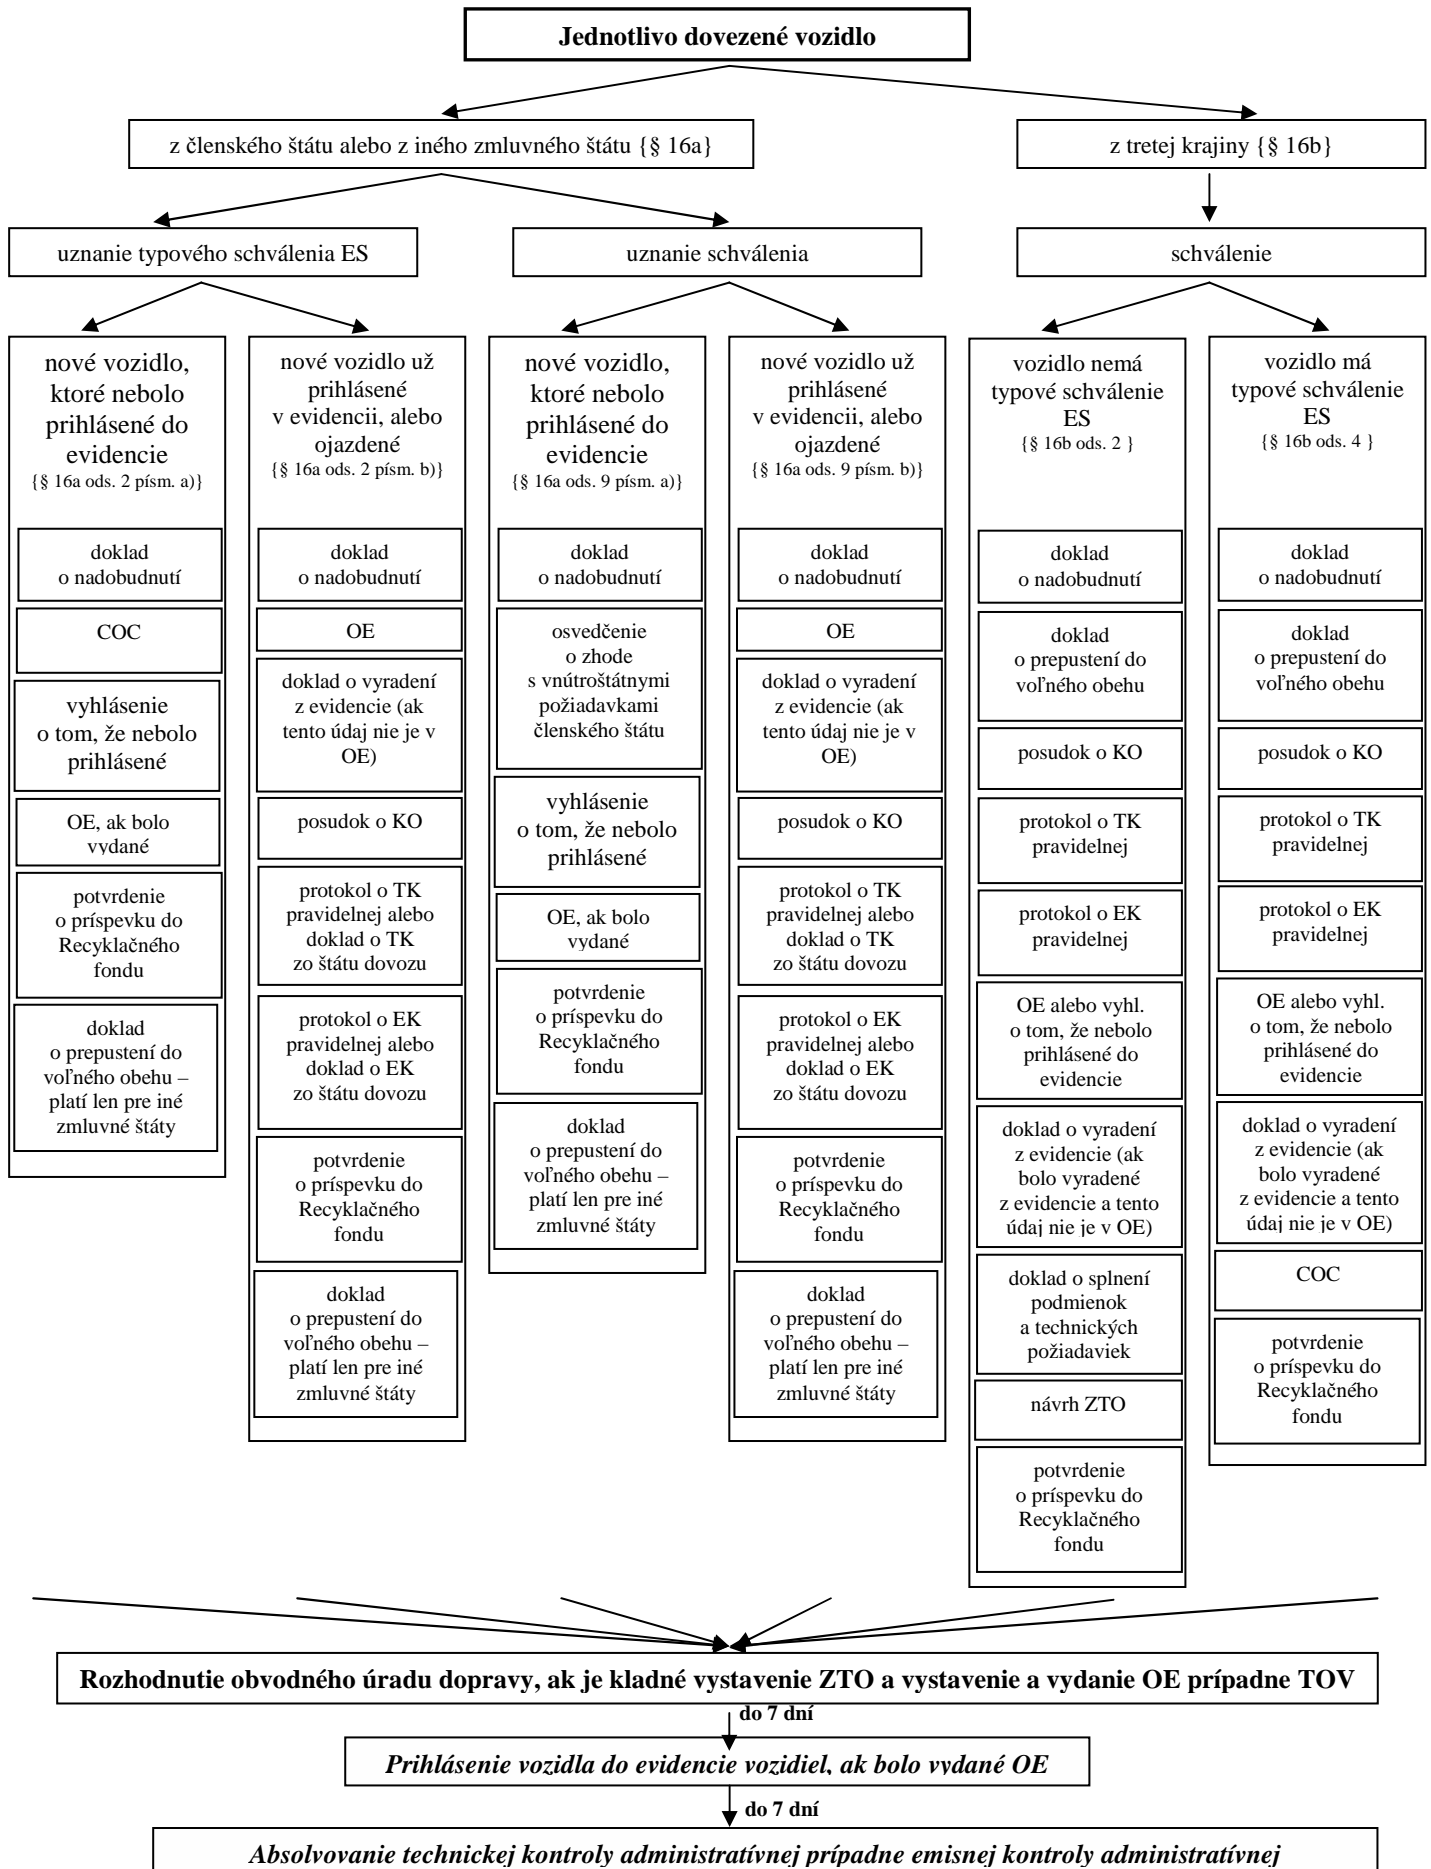 Jednotlivo dovezené vozidlo
z členského štátu alebo z iného zmluvného štátu {§ 16a}
z tretej krajiny {§ 16b}
uznanie typového schválenia ES
uznanie schválenia
schválenie
nové vozidlo,
ktoré nebolo
prihlásené do
evidencie
{§ 16a ods. 2 písm. a)}
doklad
o nadobudnutí
COC
vyhlásenie
o tom, že nebolo
prihlásené
OE, ak bolo
vydané
potvrdenie
o príspevku do
Recyklačného
fondu
doklad
o prepustení do
voľného obehu –
platí len pre iné
zmluvné štáty
nové vozidlo už
prihlásené
v evidencii, alebo
ojazdené
{§ 16a ods. 2 písm. b)}
doklad
o nadobudnutí
OE
doklad o vyradení
z evidencie (ak
tento údaj nie je v
OE)
posudok o KO
protokol o TK
pravidelnej alebo
doklad o TK
zo štátu dovozu
protokol o EK
pravidelnej alebo
doklad o EK
zo štátu dovozu
potvrdenie
o príspevku do
Recyklačného
fondu
doklad
o prepustení do
voľného obehu –
platí len pre iné
zmluvné štáty
nové vozidlo,
ktoré nebolo
prihlásené do
evidencie
{§ 16a ods. 9 písm. a)}
doklad
o nadobudnutí
osvedčenie
o zhode
s vnútroštátnymi
požiadavkami
členského štátu
vyhlásenie
o tom, že nebolo
prihlásené
OE, ak bolo
vydané
potvrdenie
o príspevku do
Recyklačného
fondu
doklad
o prepustení do
voľného obehu –
platí len pre iné
zmluvné štáty
nové vozidlo už
prihlásené
v evidencii, alebo
ojazdené
{§ 16a ods. 9 písm. b)}
doklad
o nadobudnutí
OE
doklad o vyradení
z evidencie (ak
tento údaj nie je v
OE)
posudok o KO
protokol o TK
pravidelnej alebo
doklad o TK
zo štátu dovozu
protokol o EK
pravidelnej alebo
doklad o EK
zo štátu dovozu
potvrdenie
o príspevku do
Recyklačného
fondu
doklad
o prepustení do
voľného obehu –
platí len pre iné
zmluvné štáty
vozidlo nemá
typové schválenie
ES
{§ 16b ods. 2 }
doklad
o nadobudnutí
doklad
o prepustení do
voľného obehu
posudok o KO
protokol o TK
pravidelnej
protokol o EK
pravidelnej
OE alebo vyhl.
o tom, že nebolo
prihlásené do
evidencie
doklad o vyradení
z evidencie (ak
bolo vyradené
z evidencie a tento
údaj nie je v OE)
doklad o splnení
podmienok
a technických
požiadaviek
návrh ZTO
potvrdenie
o príspevku do
Recyklačného
fondu
vozidlo má
typové schválenie
ES
{§ 16b ods. 4 }
doklad
o nadobudnutí
doklad
o prepustení do
voľného obehu
posudok o KO
protokol o TK
pravidelnej
protokol o EK
pravidelnej
OE alebo vyhl.
o tom, že nebolo
prihlásené do
evidencie
doklad o vyradení
z evidencie (ak
bolo vyradené
z evidencie a tento
údaj nie je v OE)
COC
potvrdenie
o príspevku do
Recyklačného
fondu
Rozhodnutie obvodného úradu dopravy, ak je kladné vystavenie ZTO a vystavenie a vydanie OE prípadne TOV
do 7 dní
Prihlásenie vozidla do evidencie vozidiel, ak bolo vydané OE
do 7 dní
Absolvovanie technickej kontroly administratívnej prípadne emisnej kontroly administratívnej